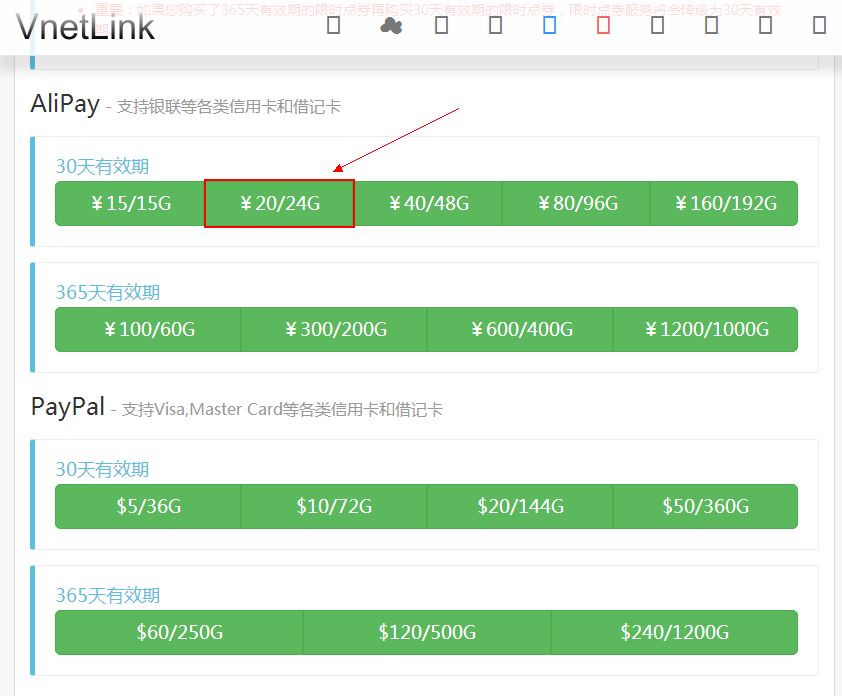 重要：如果您购买了365天有效期的限时点券再购买30天有效期的限时点券，限时点券服务将会降级为30天有效
期
VnetLink
AliPay - 支持银联等各类信用卡和借记卡
30天有效期
￥15/15G ￥20/24G ￥40/48G ￥80/96G ￥160/192G
365天有效期
￥100/60G ￥300/200G ￥600/400G ￥1200/1000G
PayPal - 支持Visa,Master Card等各类信用卡和借记卡
30天有效期
$5/36G $10/72G $20/144G $50/360G
365天有效期
$60/250G $120/500G $240/1200G